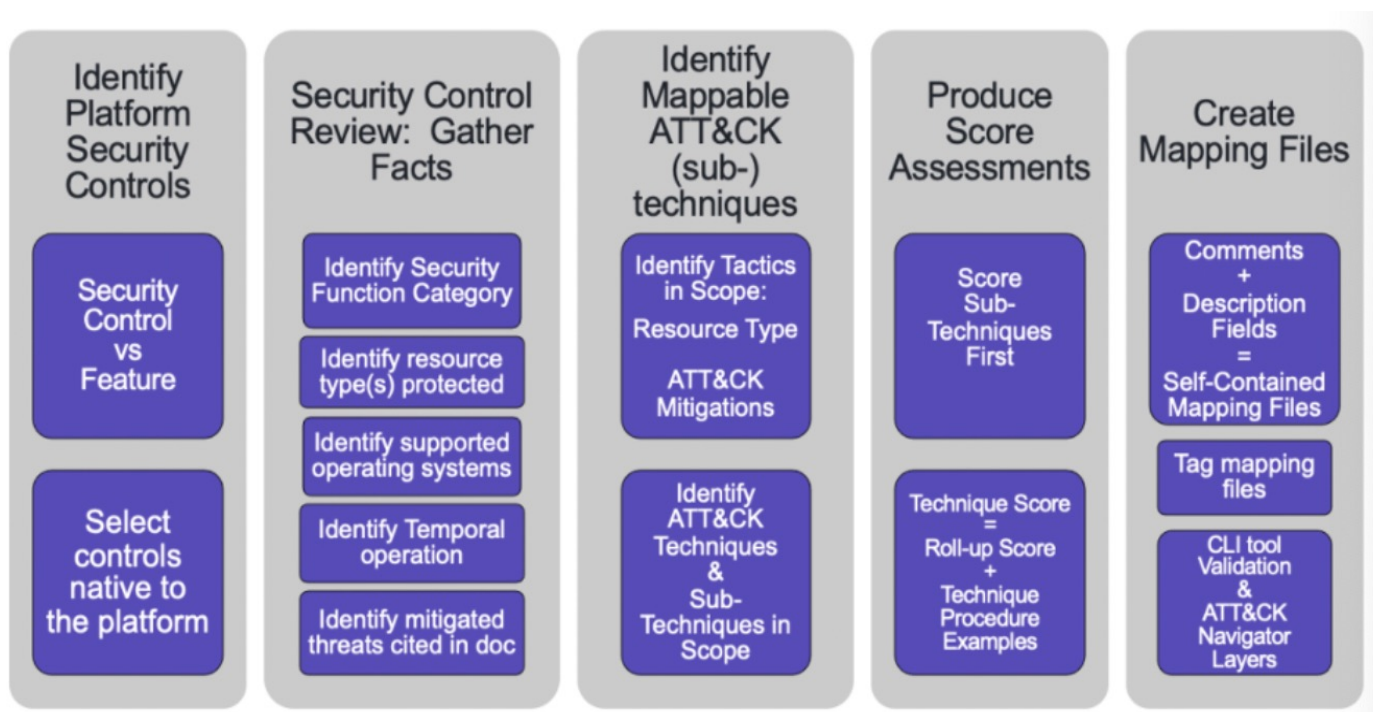 Identify
Platform
Security
Controls
Security
Control
vs
Feature
Select
controls
native to
the platform
Security Control
Review: Gather
Facts
Identify Security
Function Category
Identify resource
type(s) protected
Identify supported
operating systems
Identify Temporal
operation
Identify mitigated
threats cited in doc
Identify
Mappable
ATT&CK
(sub-)
techniques
Identify Tactics
in Scope:
Resource Type
ATT&CK
Mitigations
Identify
ATT&CK
Techniques
&
Sub-
Techniques in
Scope
Produce
Score
Assessments
Score
Sub-
Techniques
First
Technique Score
=
Roll-up Score
+
Technique
Procedure
Examples
Create
Mapping Files
Comments
+
Description
Fields
=
Self-Contained
Mapping Files
Tag mapping
files
CLI tool
Validation
&
ATT&CK
Navigator
Layers